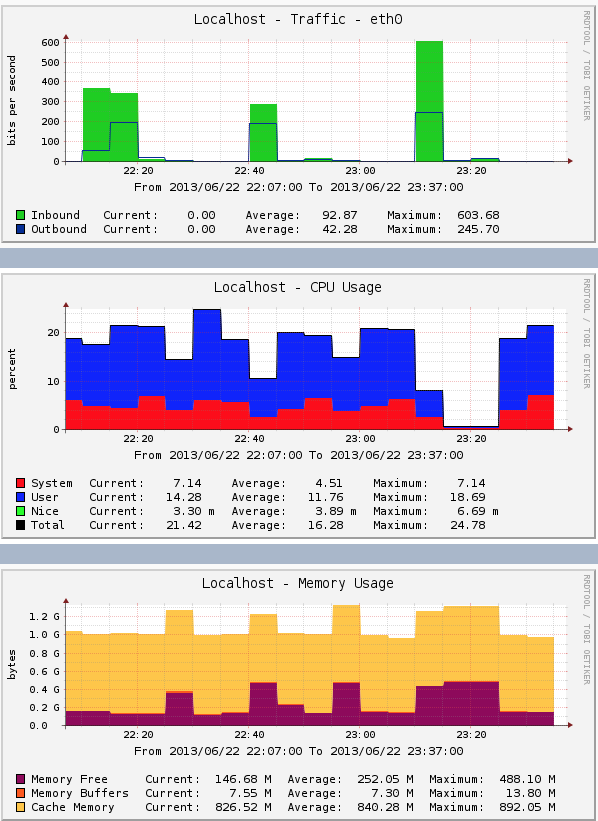 Localhost - Traffic - eth0
RRDTOOL / TOBI OETIKER
bits per second
600
500
400
300
200
100
0
22:20 22:40 23:00 23:20
From 2013/06/22 22:07:00 To 2013/06/22 23:37:00
Inbound Current: 0.00 Average: 92.87 Maximum: 603.68
Outbound Current: 0.00 Average: 42.28 Maximum: 245.70
Localhost - CPU Usage
RRDTOOL / TOBI OETIKER
percent
20
10
0
22:20 22:40 23:00 23:20
From 2013/06/22 22:07:00 To 2013/06/22 23:37:00
System Current: 7.14 Average: 4.51 Maximum: 7.14
User Current: 14.28 Average: 11.76 Maximum: 18.69
Nice Current: 3.30 m Average: 3.89 m Maximum: 6.69 m
Total Current: 21.42 Average: 16.28 Maximum: 24.78
Localhost - Memory Usage
RRDTOOL / TOBI OETIKER
bytes
1.2 G
1.0 G
0.8 G
0.6 G
0.4 G
0.2 G
0.0
22:20 22:40 23:00 23:20
From 2013/06/22 22:07:00 To 2013/06/22 23:37:00
Memory Free Current: 146.68 M Average: 252.05 M Maximum: 488.10 M
Memory Buffers Current: 7.55 M Average: 7.30 M Maximum: 13.80 M
Cache Memory Current: 826.52 M Average: 840.28 M Maximum: 892.05 M